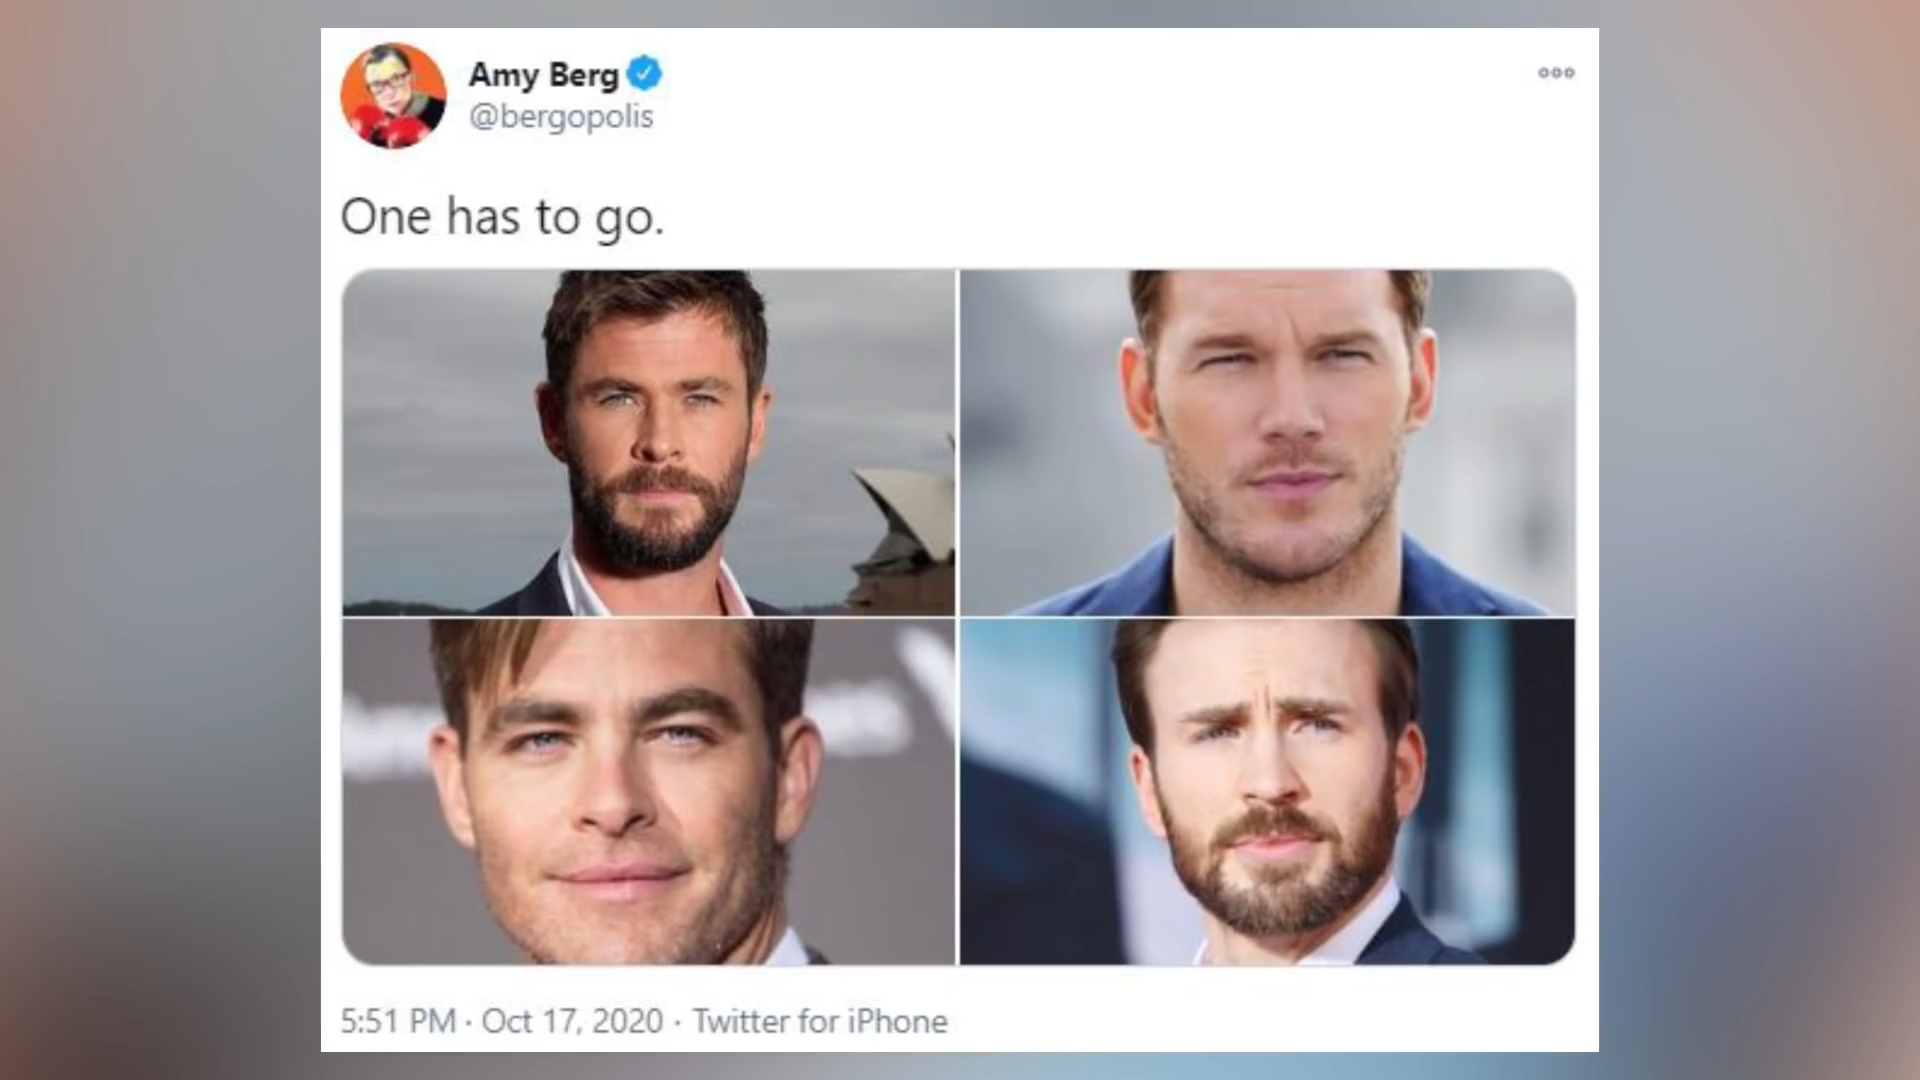 Amy Berg
@bergopolis
One has to go.
5:51 PM · Oct 17, 2020 · Twitter for iPhone